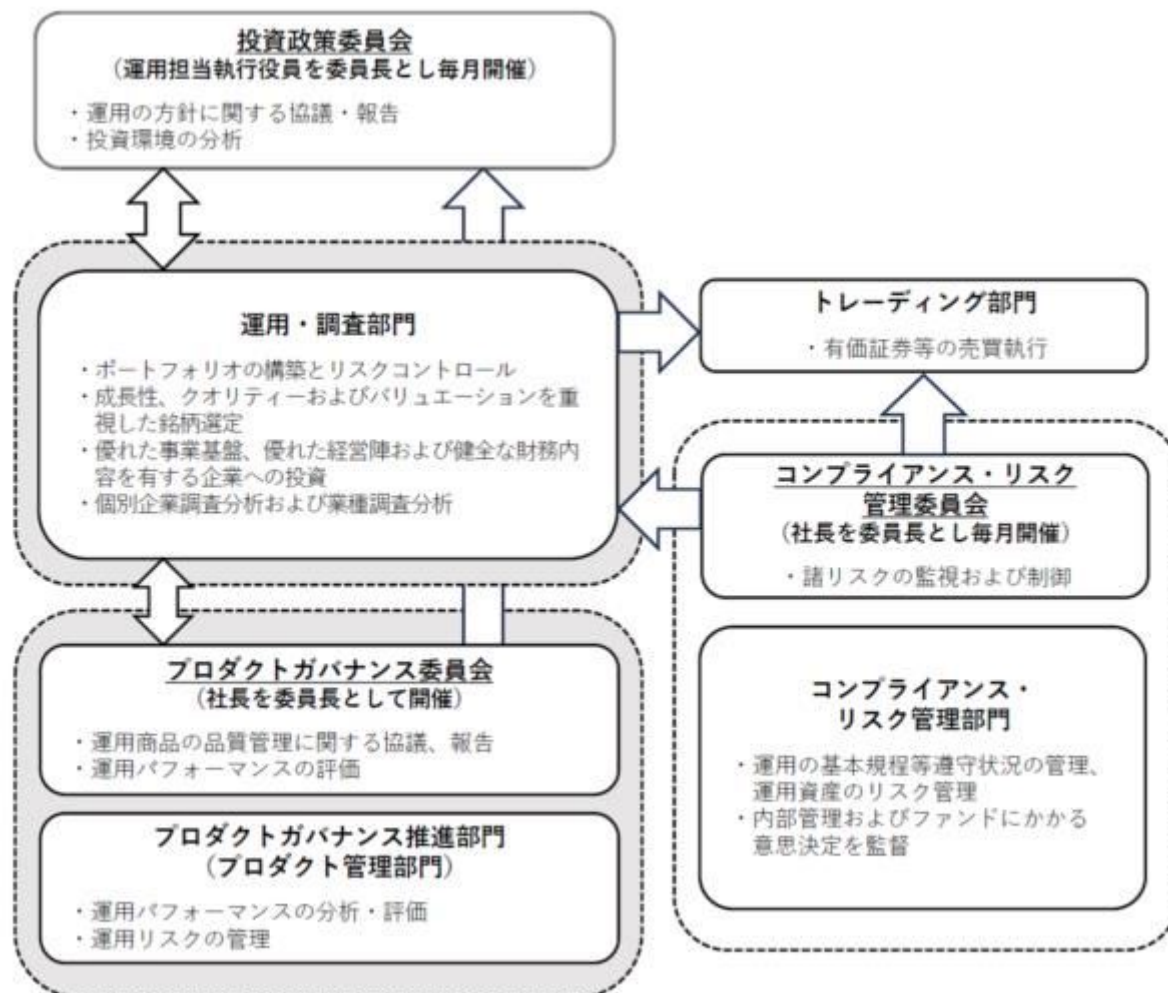 投資政策委員会
（運用担当執行役員を委員長とし毎月開催）
・運用の方針に関する協議・報告
・投資環境の分析
運用・調査部門
・ポートフォリオの構築とリスクコントロール
・成長性、クオリティーおよびバリュエーションを重
視した銘柄選定
・優れた事業基盤、優れた経営陣および健全な財務内
容を有する企業への投資
・個別企業調査分析および業種調査分析
トレーディング部門
・有価証券等の売買執行
コンプライアンス・リスク
管理委員会
（社長を委員長とし毎月開催）
・諸リスクの監視および制御
プロダクトガバナンス委員会
（社長を委員長として開催）
・運用商品の品質管理に関する協議、報告
・運用パフォーマンスの評価
プロダクトガバナンス推進部門
（プロダクト管理部門）
・運用パフォーマンスの分析・評価
・運用リスクの管理
コンプライアンス・
リスク管理部門
・運用の基本規程等遵守状況の管理、
運用資産のリスク管理
・内部管理およびファンドにかかる
意思決定を監督